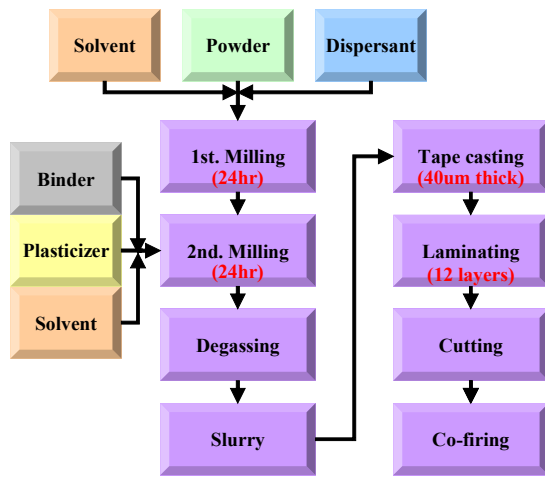 Solvent
Powder
Dispersant
1st. Milling
(24hr)
Binder
Plasticizer
Solvent
2nd. Milling
(24hr)
Degassing
Slurry
Tape casting
(40um thick)
Laminating
(12 layers)
Cutting
Co-firing